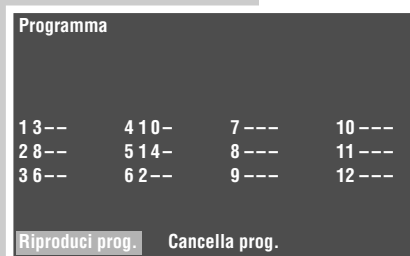 Programma
1 3-- 4 10- 7 --- 10 ---
2 8-- 5 14- 8 --- 11 ---
3 6-- 6 2-- 9 --- 12 ---
Riproduci prog. Cancella prog.